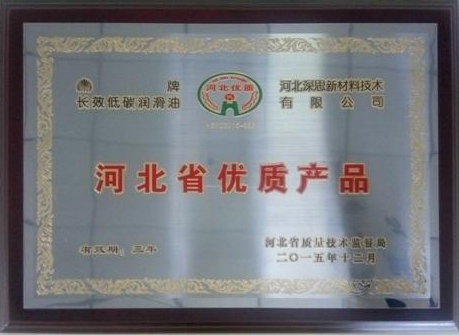 牌
长效低碳润滑油
河北优质
河北深思新材料技术
有限公司
河北省优质产品
有效期：三年
河北省质量技术监督局
二〇一五年十二月